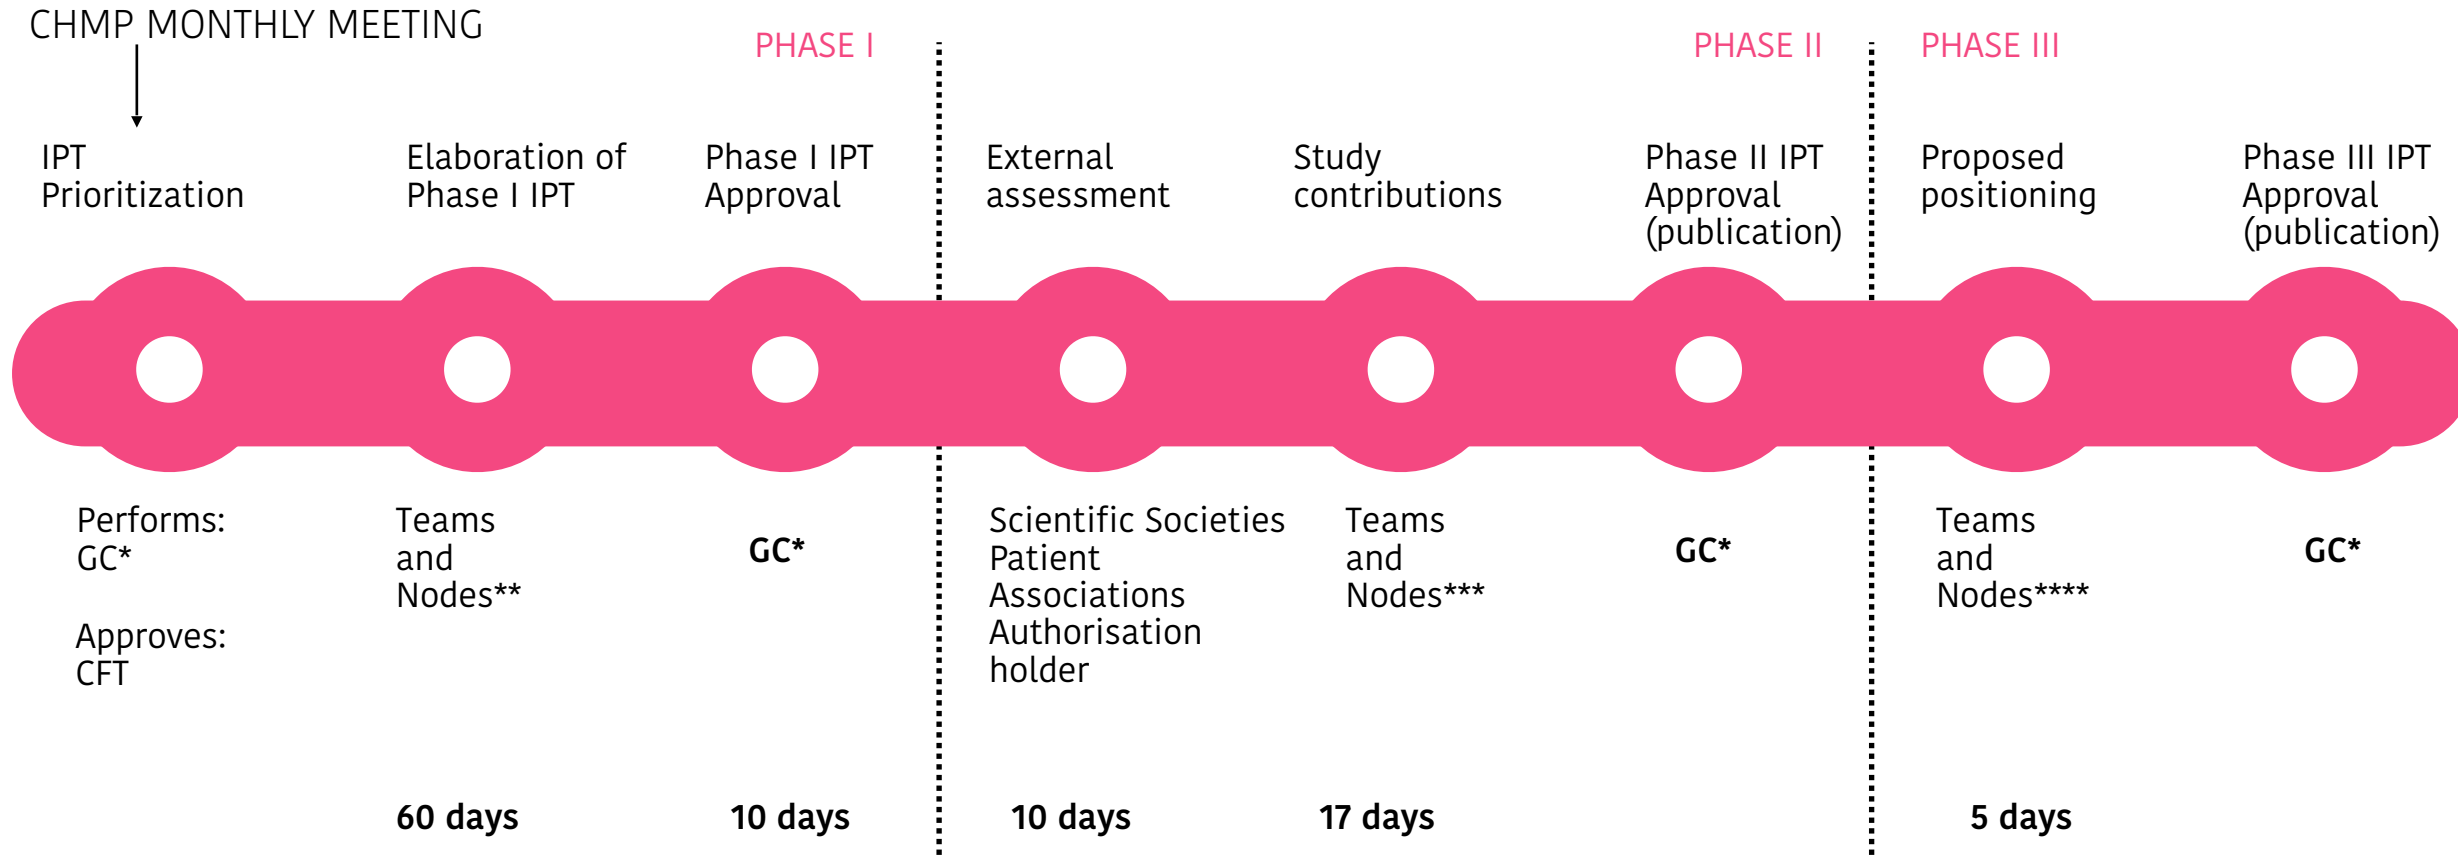 CHMP MONTHLY MEETING
PHASE I
PHASE II
PHASE III
IPT
Prioritization
Elaboration of
Phase I IPT
Phase I IPT
Approval
External
assessment
Study
contributions
Phase II IPT
Approval
(publication)
Proposed
positioning
Phase III IPT
Approval
(publication)
Performs:
GC*
Approves:
CFT
Teams
and
Nodes**
GC*
Scientific Societies
Patient
Associations
Authorisation
holder
Teams
and
Nodes***
GC*
Teams
and
Nodes****
GC*
60 days
10 days
10 days
17 days
5 days